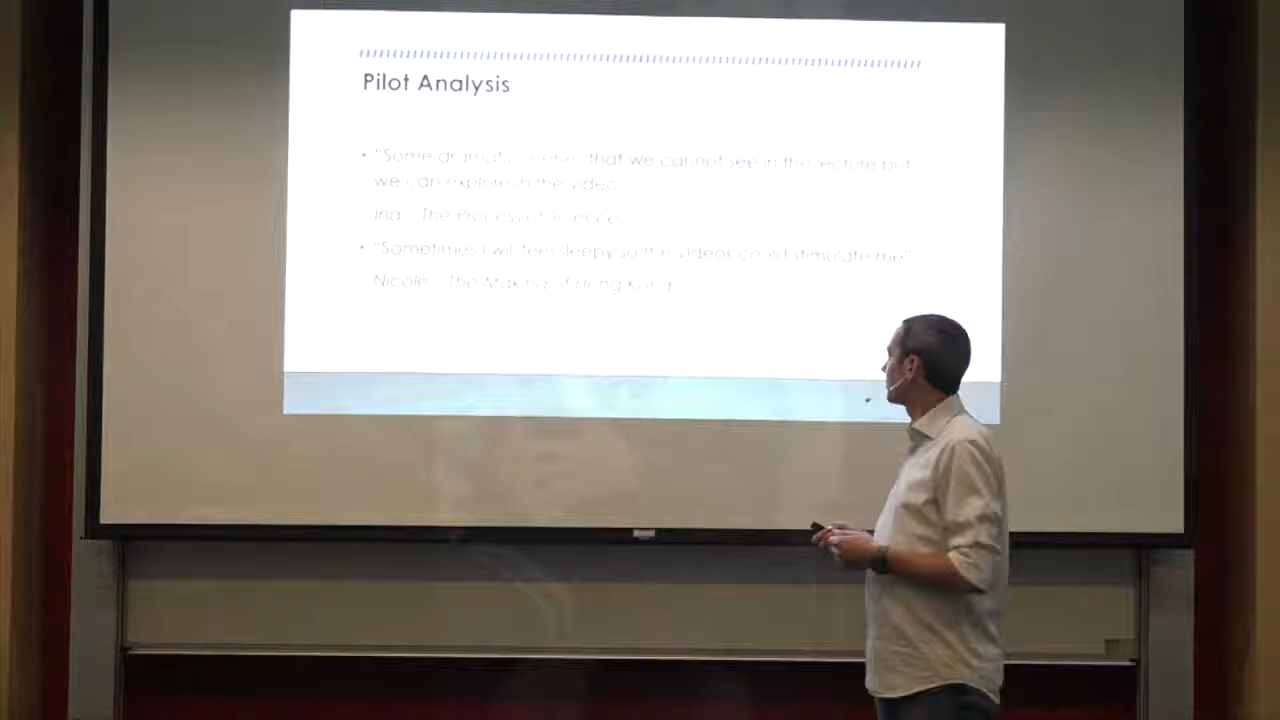 Pilot Analysis
• “Some dramatic scenes that we cannot see in the lecture but
we can explore in the video
Ina - The Process of Science
• “Sometimes I will feel sleepy so the videos could stimulate me”
Nicole - The Making of Hong Kong